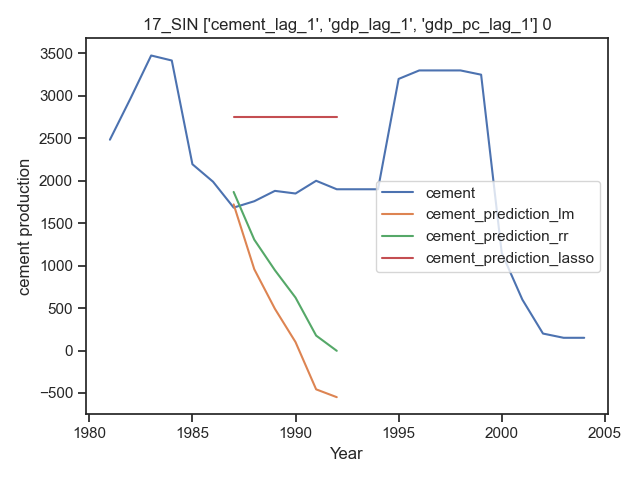 17_SIN ['cement_lag_1', 'gdp_lag_1', 'gdp_pc_lag_1'] 0
3500
3000
2500
2000
1500
1000
500
0
−500
cement production
cement
cement_prediction_lm
cement_prediction_rr
cement_prediction_lasso
1980 1985 1990 1995 2000 2005
Year